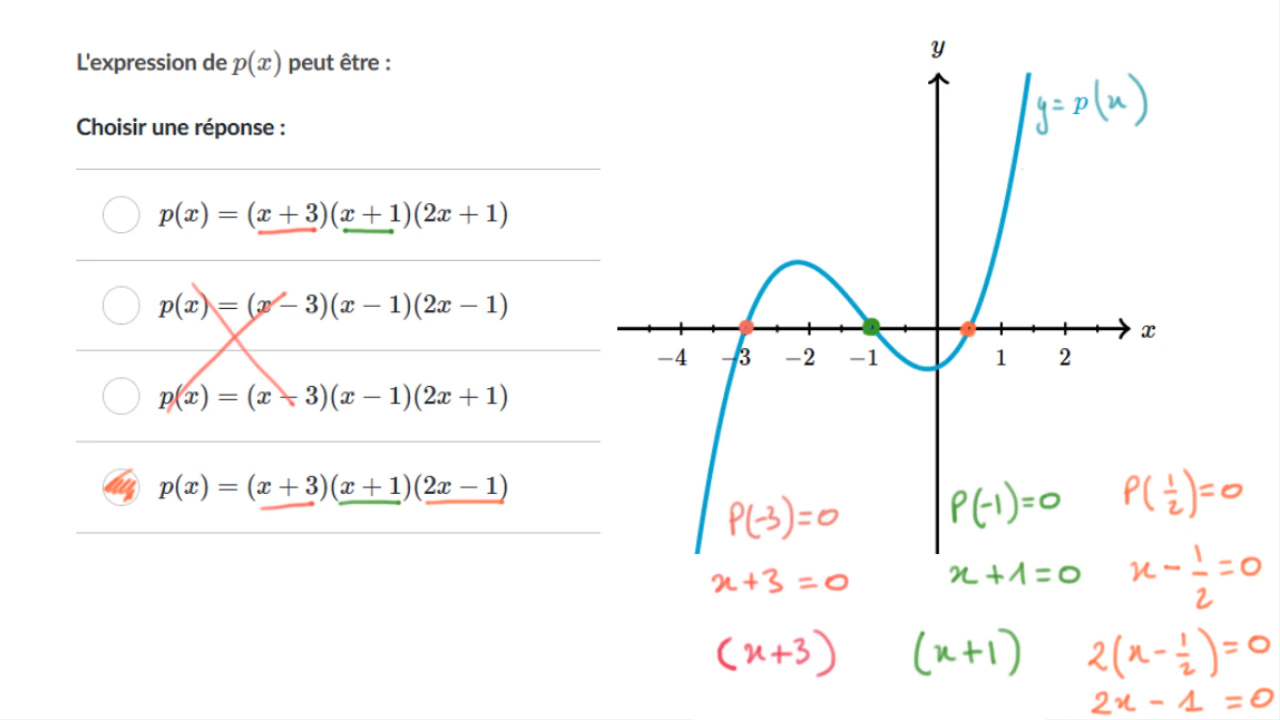 L'expression de p(x) peut être :
Choisir une réponse :
p(x) = (x + 3)(x + 1)(2x + 1)
p(x) = (x − 3)(x − 1)(2x − 1)
p(x) = (x − 3)(x − 1)(2x + 1)
p(x) = (x + 3)(x + 1)(2x − 1)
y
y = p(x)
x
−4 −3 −2 −1 1 2
P(-3)=0
x+3 = 0
(x+3)
P(-1)=0
x+1=0
(x+1)
P(1/2)=0
x - 1/2 = 0
2(x - 1/2) = 0
2x - 1 = 0